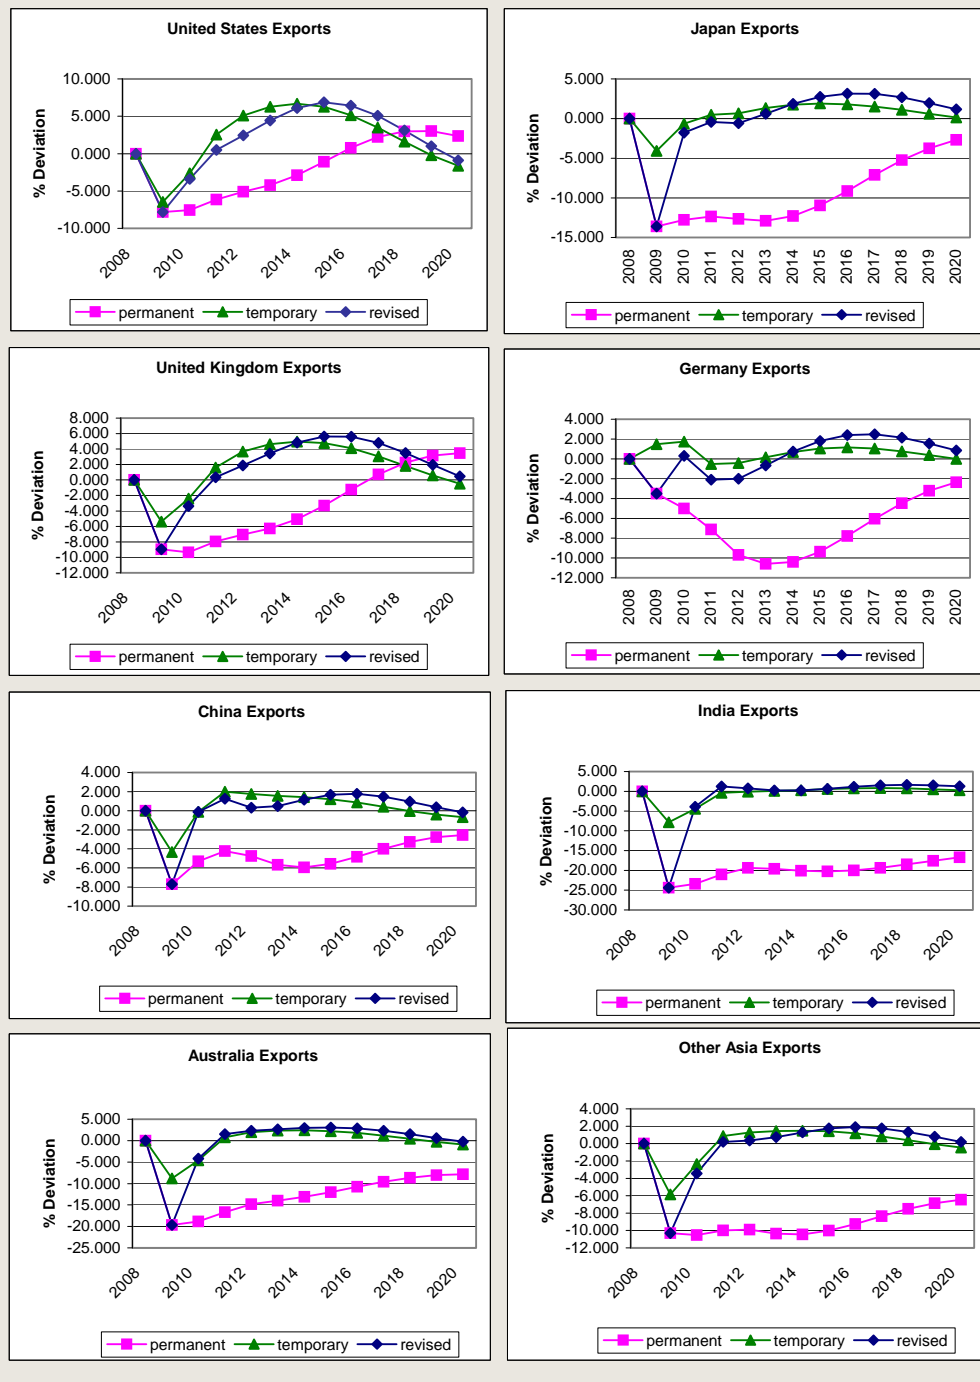 United States Exports
10.000
5.000
0.000
-5.000
-10.000
% Deviation
2008 2010 2012 2014 2016 2018 2020
permanent temporary revised
Japan Exports
5.000
0.000
-5.000
-10.000
-15.000
% Deviation
2008 2009 2010 2011 2012 2013 2014 2015 2016 2017 2018 2019 2020
permanent temporary revised
United Kingdom Exports
8.000
6.000
4.000
2.000
0.000
-2.000
-4.000
-6.000
-8.000
-10.000
-12.000
% Deviation
2008 2010 2012 2014 2016 2018 2020
permanent temporary revised
Germany Exports
4.000
2.000
0.000
-2.000
-4.000
-6.000
-8.000
-10.000
-12.000
% Deviation
2008 2009 2010 2011 2012 2013 2014 2015 2016 2017 2018 2019 2020
permanent temporary revised
China Exports
4.000
2.000
0.000
-2.000
-4.000
-6.000
-8.000
-10.000
% Deviation
2008 2010 2012 2014 2016 2018 2020
permanent temporary revised
India Exports
5.000
0.000
-5.000
-10.000
-15.000
-20.000
-25.000
-30.000
% Deviation
2008 2010 2012 2014 2016 2018 2020
permanent temporary revised
Australia Exports
5.000
0.000
-5.000
-10.000
-15.000
-20.000
-25.000
% Deviation
2008 2010 2012 2014 2016 2018 2020
permanent temporary revised
Other Asia Exports
4.000
2.000
0.000
-2.000
-4.000
-6.000
-8.000
-10.000
-12.000
% Deviation
2008 2010 2012 2014 2016 2018 2020
permanent temporary revised